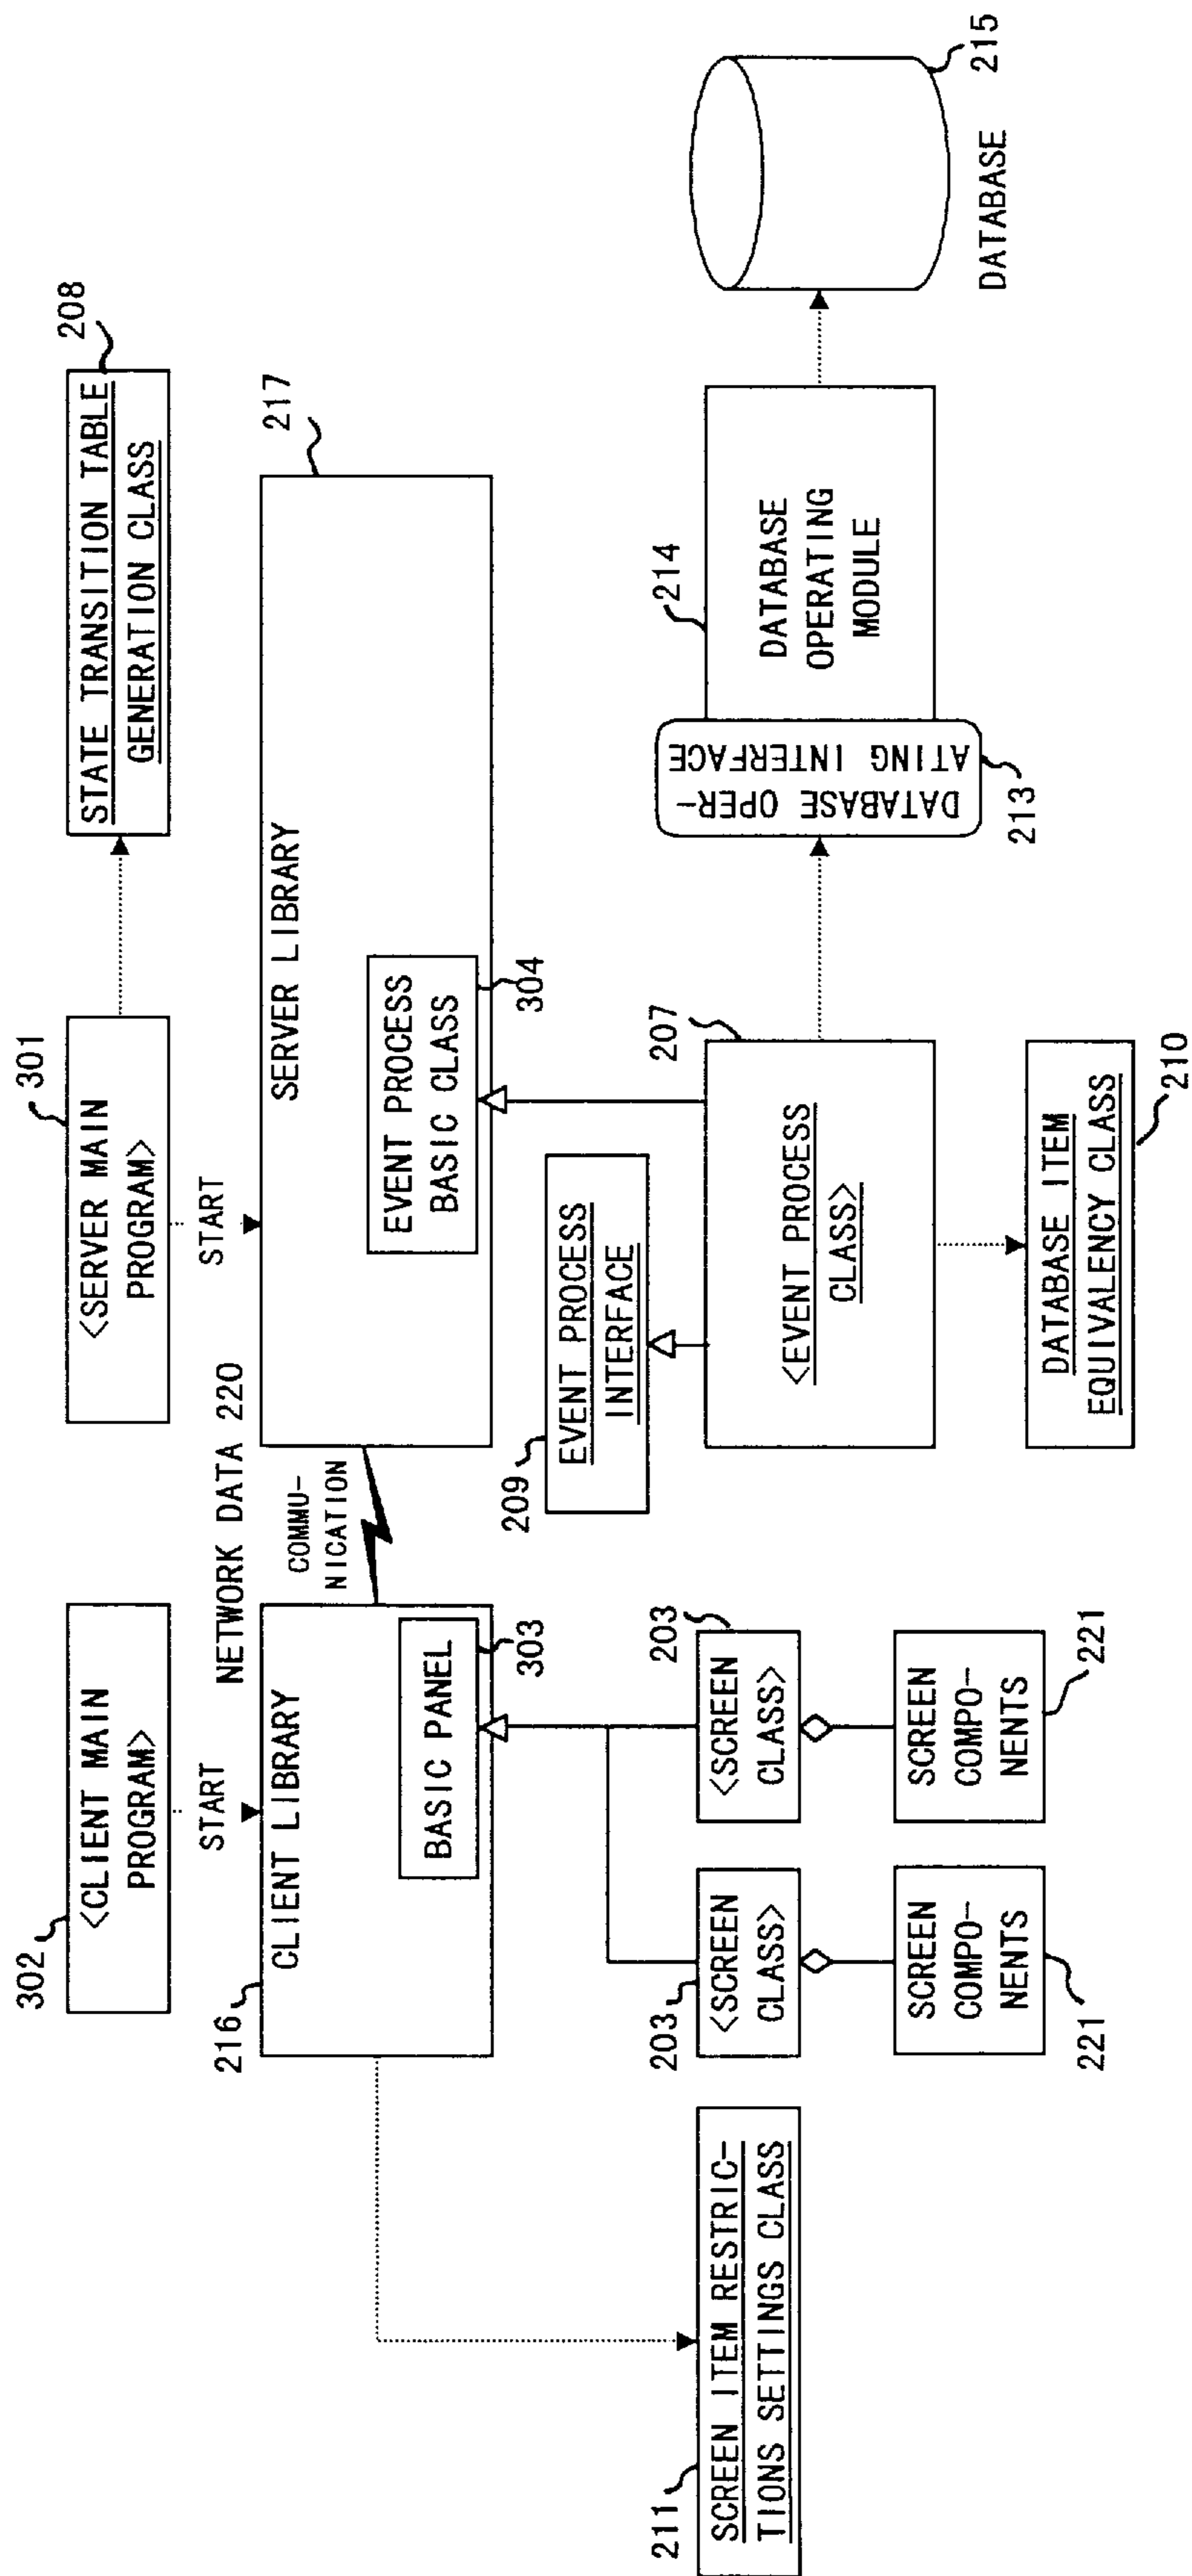 302
<CLIENT MAIN
PROGRAM>
301
<SERVER MAIN
PROGRAM>
208
STATE TRANSITION TABLE
GENERATION CLASS
START
NETWORK DATA 220
START
216
CLIENT LIBRARY
BASIC PANEL
303
COMMU-
NICATION
217
SERVER LIBRARY
EVENT PROCESS
BASIC CLASS
304
209
EVENT PROCESS
INTERFACE
211
SCREEN ITEM RESTRIC-
TIONS SETTINGS CLASS
203
<SCREEN
CLASS>
203
<SCREEN
CLASS>
207
<EVENT PROCESS
CLASS>
DATABASE OPER-
ATING INTERFACE
213
214
DATABASE
OPERATING
MODULE
215
DATABASE
SCREEN
COMPO-
NENTS
221
SCREEN
COMPO-
NENTS
221
DATABASE ITEM
EQUIVALENCY CLASS
210